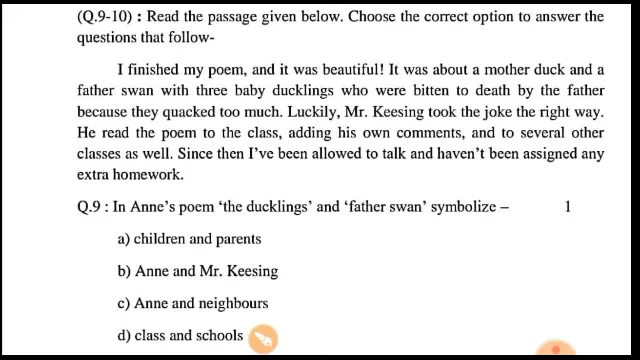 (Q.9-10) : Read the passage given below. Choose the correct option to answer the
questions that follow-
I finished my poem, and it was beautiful! It was about a mother duck and a
father swan with three baby ducklings who were bitten to death by the father
because they quacked too much. Luckily, Mr. Keesing took the joke the right way.
He read the poem to the class, adding his own comments, and to several other
classes as well. Since then I've been allowed to talk and haven't been assigned any
extra homework.
Q.9 : In Anne's poem 'the ducklings' and 'father swan' symbolize – 1
a) children and parents
b) Anne and Mr. Keesing
c) Anne and neighbours
d) class and schools